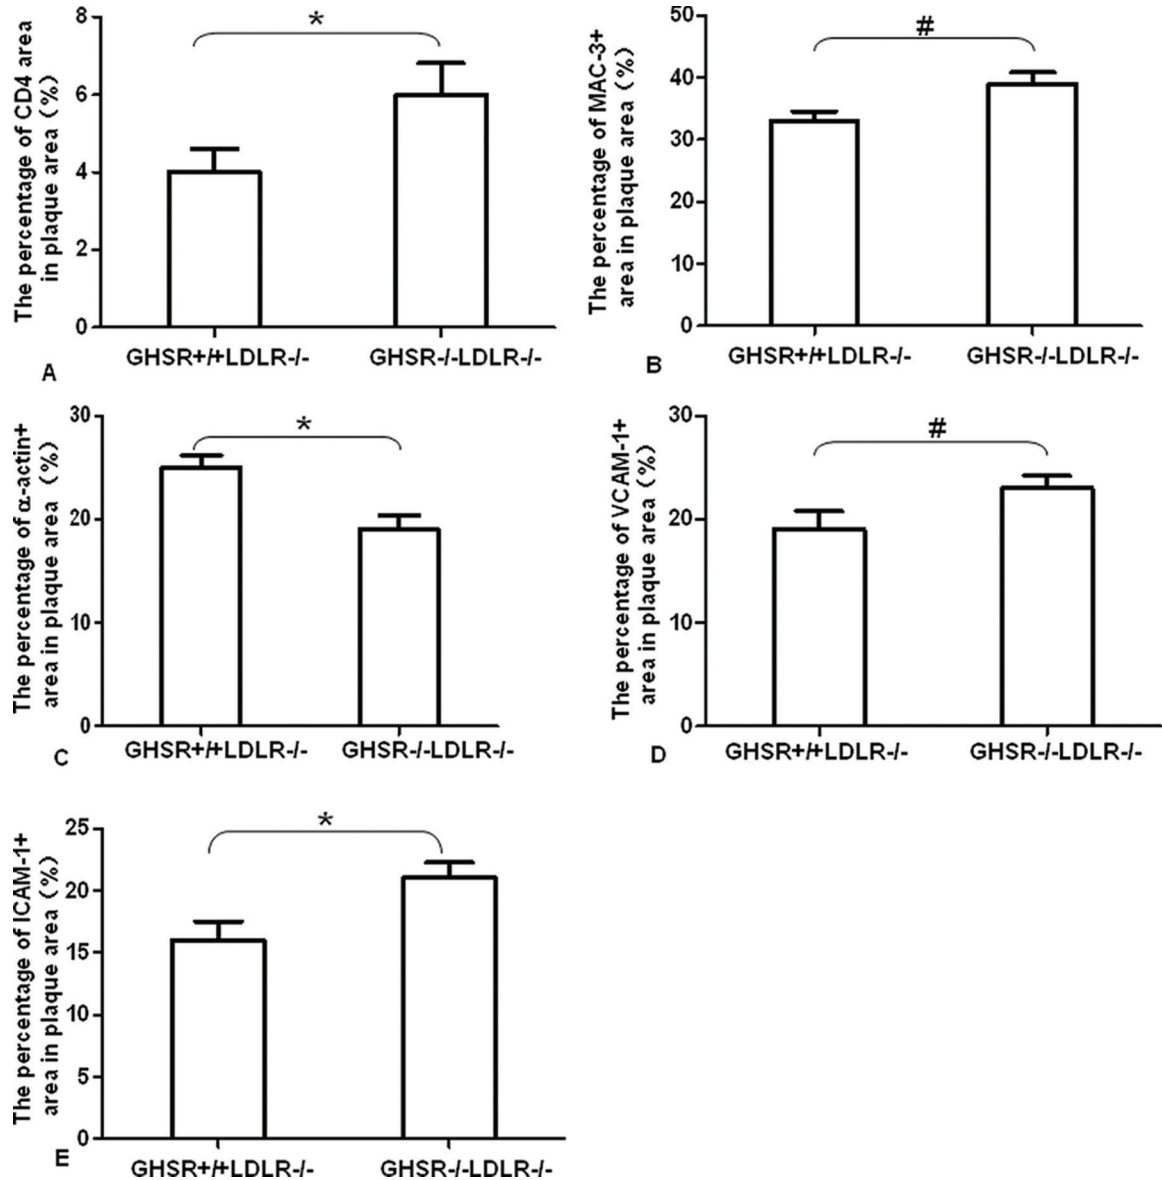 The percentage of CD4 area
in plaque area (%)
8
6
4
2
0
*
GHSR+/+LDLR-/-
GHSR-/-LDLR-/-
A
The percentage of MAC-3+
area in plaque area (%)
50
40
30
20
10
0
#
GHSR+/+LDLR-/-
GHSR-/-LDLR-/-
B
The percentage of α-actin+
area in plaque area (%)
30
20
10
0
*
GHSR+/+LDLR-/-
GHSR-/-LDLR-/-
C
The percentage of VCAM-1+
area in plaque area (%)
30
20
10
0
#
GHSR+/+LDLR-/-
GHSR-/-LDLR-/-
D
The percentage of ICAM-1+
area in plaque area (%)
25
20
15
10
5
0
*
GHSR+/+LDLR-/-
GHSR-/-LDLR-/-
E